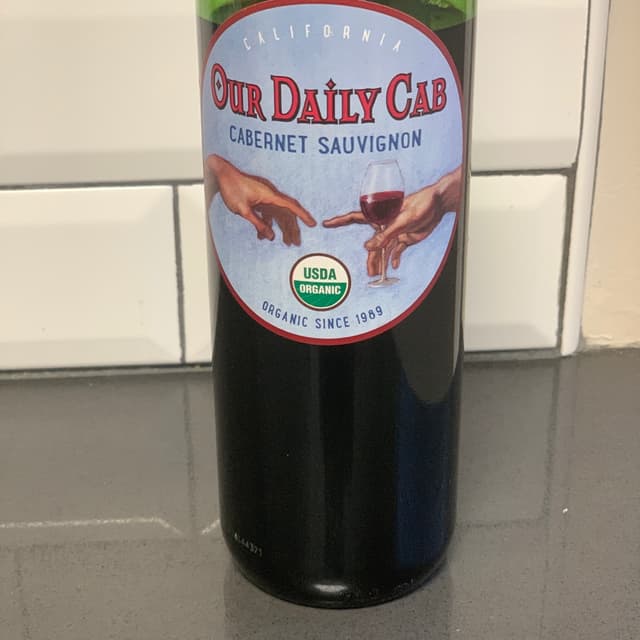 CALIFORNIA
OUR DAILY CAB
CABERNET SAUVIGNON
USDA
ORGANIC
ORGANIC SINCE 1989